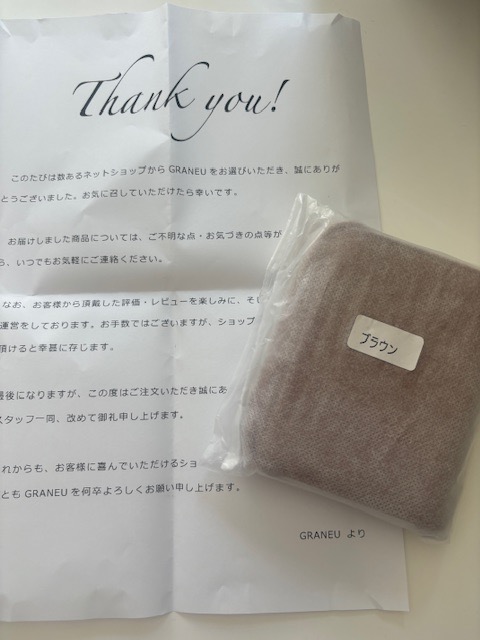 Thank you!
このたびは数あるネットショップから GRANEU をお選びいただき、誠にありが
とうございました。お気に召していただけたら幸いです。
お届けしました商品については、ご不明な点・お気づきの点等が
ら、いつでもお気軽にご連絡ください。
なお、お客様から頂戴した評価・レビューを楽しみに、そし
運営をしております。お手数ではございますが、ショップ
頂けると幸甚に存じます。
最後になりますが、この度はご注文いただき誠にあ
スタッフ一同、改めて御礼申し上げます。
れからも、お客様に喜んでいただけるショ
とも GRANEU を何卒よろしくお願い申し上げます。
GRANEU より
ブラウン